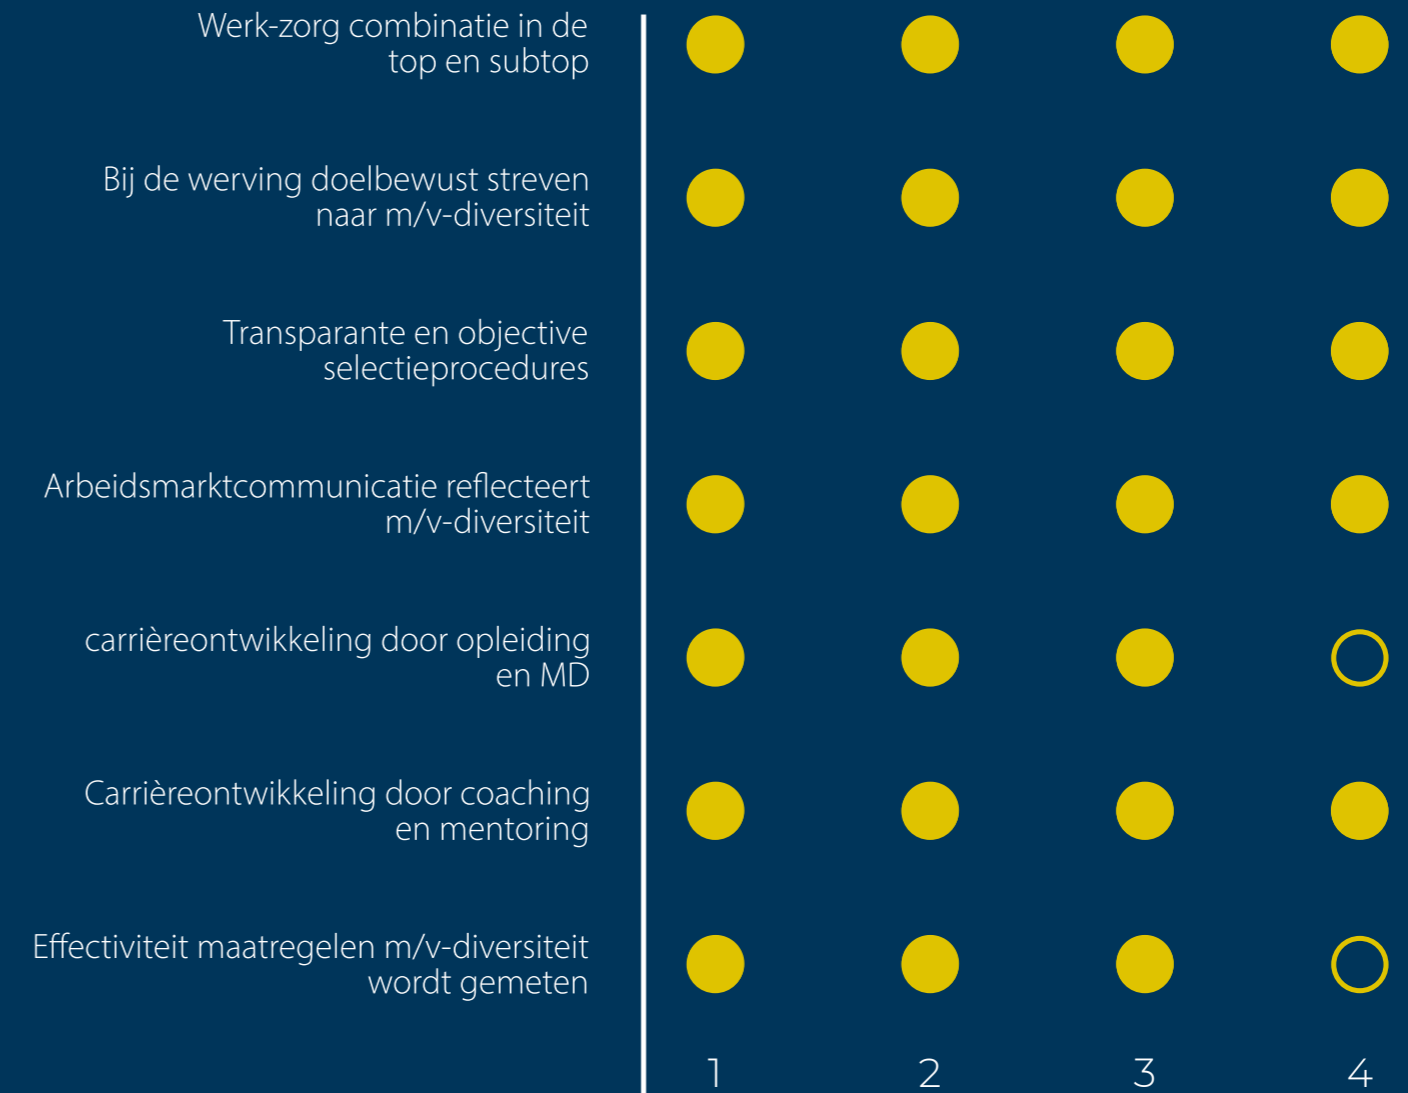 Werk-zorg combinatie in de
top en subtop
Bij de werving doelbewust streven
naar m/v-diversiteit
Transparante en objective
selectieprocedures
Arbeidsmarktcommunicatie reflecteert
m/v-diversiteit
carrièreontwikkeling door opleiding
en MD
Carrièreontwikkeling door coaching
en mentoring
Effectiviteit maatregelen m/v-diversiteit
wordt gemeten
1 2 3 4